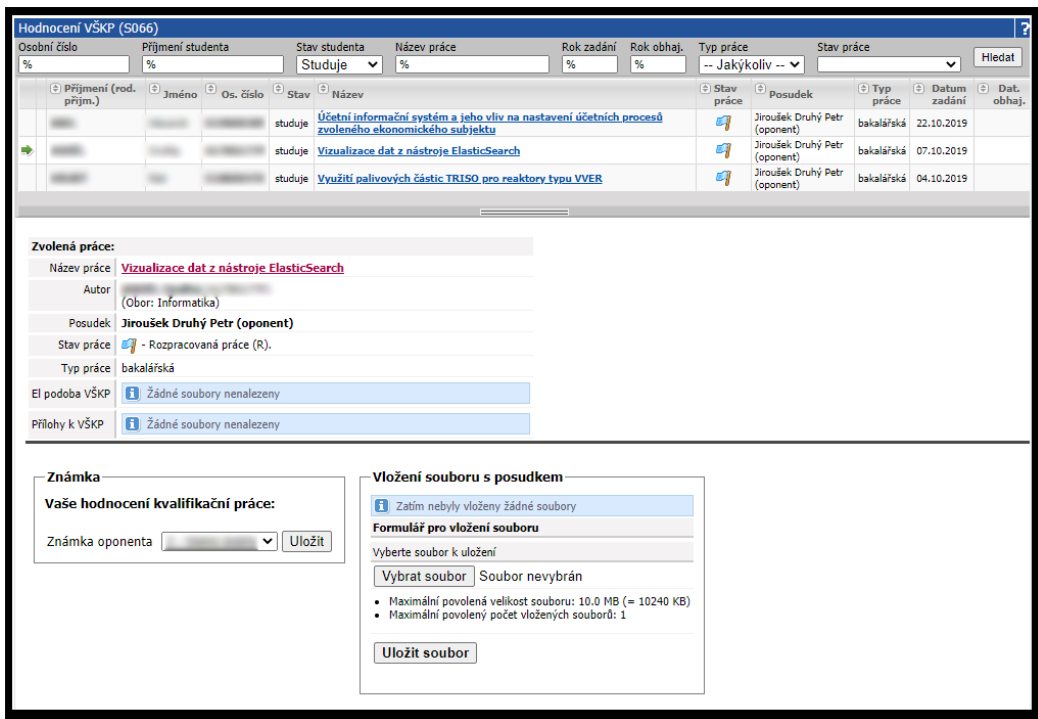 Hodnocení VŠKP (S066) ?
Osobní číslo Příjmení studenta Stav studenta Název práce Rok zadání Rok obhaj. Typ práce Stav práce
% % Studuje % % % -- Jakýkoliv -- Hledat
Příjmení (rod. příjm.) Jméno Os. číslo Stav Název Stav práce Posudek Typ práce Datum zadání Dat. obhaj.
studuje Účetní informační systém a jeho vliv na nastavení účetních procesů zvoleného ekonomického subjektu Jiroušek Druhý Petr (oponent) bakalářská 22.10.2019
studuje Vizualizace dat z nástroje ElasticSearch Jiroušek Druhý Petr (oponent) bakalářská 07.10.2019
studuje Využití palivových částic TRISO pro reaktory typu VVER Jiroušek Druhý Petr (oponent) bakalářská 04.10.2019
Zvolená práce:
Název práce Vizualizace dat z nástroje ElasticSearch
Autor
(Obor: Informatika)
Posudek Jiroušek Druhý Petr (oponent)
Stav práce - Rozpracovaná práce (R).
Typ práce bakalářská
El podoba VŠKP Žádné soubory nenalezeny
Přílohy k VŠKP Žádné soubory nenalezeny
Známka
Vaše hodnocení kvalifikační práce:
Známka oponenta Uložit
Vložení souboru s posudkem
Zatím nebyly vloženy žádné soubory
Formulář pro vložení souboru
Vyberte soubor k uložení
Vybrat soubor Soubor nevybrán
• Maximální povolená velikost souboru: 10.0 MB (= 10240 KB)
• Maximální povolený počet vložených souborů: 1
Uložit soubor